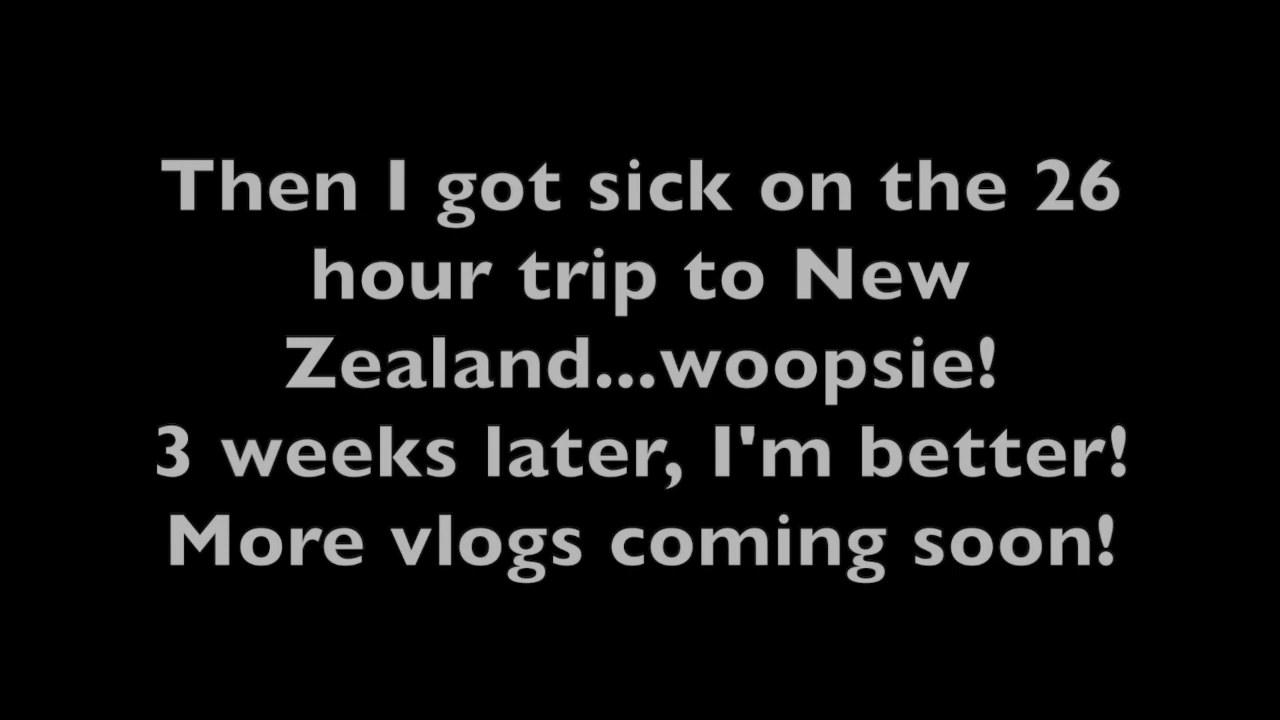 Then I got sick on the 26
hour trip to New
Zealand...woopsie!
3 weeks later, I'm better!
More vlogs coming soon!